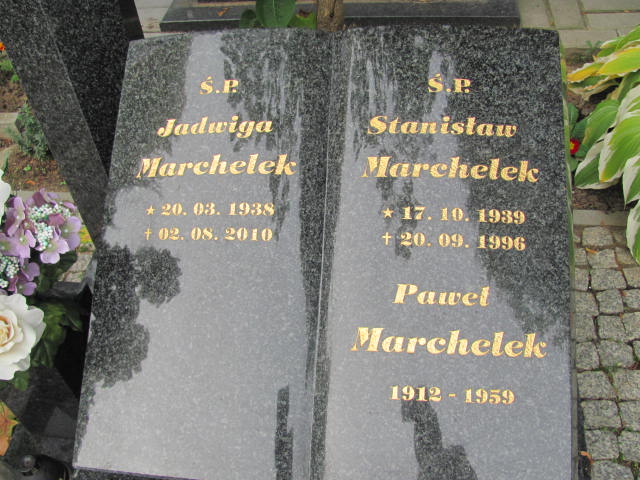 Ś.P.
Jadwiga
Marchelek
★ 20. 03. 1938
† 02. 08. 2010
Ś.P.
Stanisław
Marchelek
★ 17. 10. 1939
† 20. 09. 1996
Paweł
Marchelek
1912 - 1959